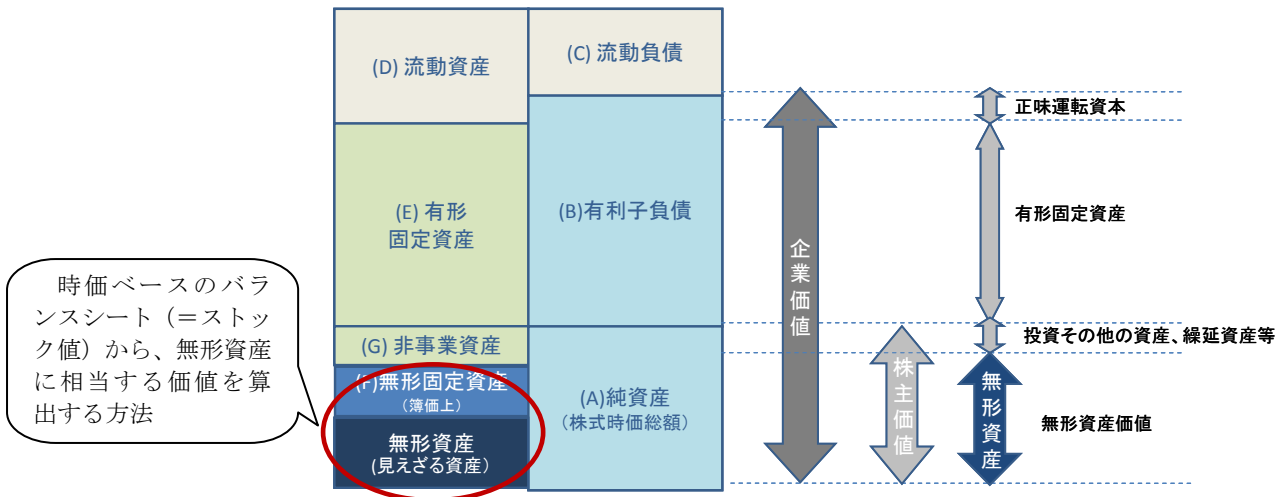 (D) 流動資産
(C) 流動負債
(E) 有形
固定資産
(B)有利子負債
(G) 非事業資産
(F)無形固定資産
（簿価上）
無形資産
(見えざる資産)
(A)純資産
（株式時価総額）
時価ベースのバラ
ンスシート（＝ストッ
ク値）から、無形資産
に相当する価値を算
出する方法
企業価値
株主価値
無形資産
正味運転資本
有形固定資産
投資その他の資産、繰延資産等
無形資産価値